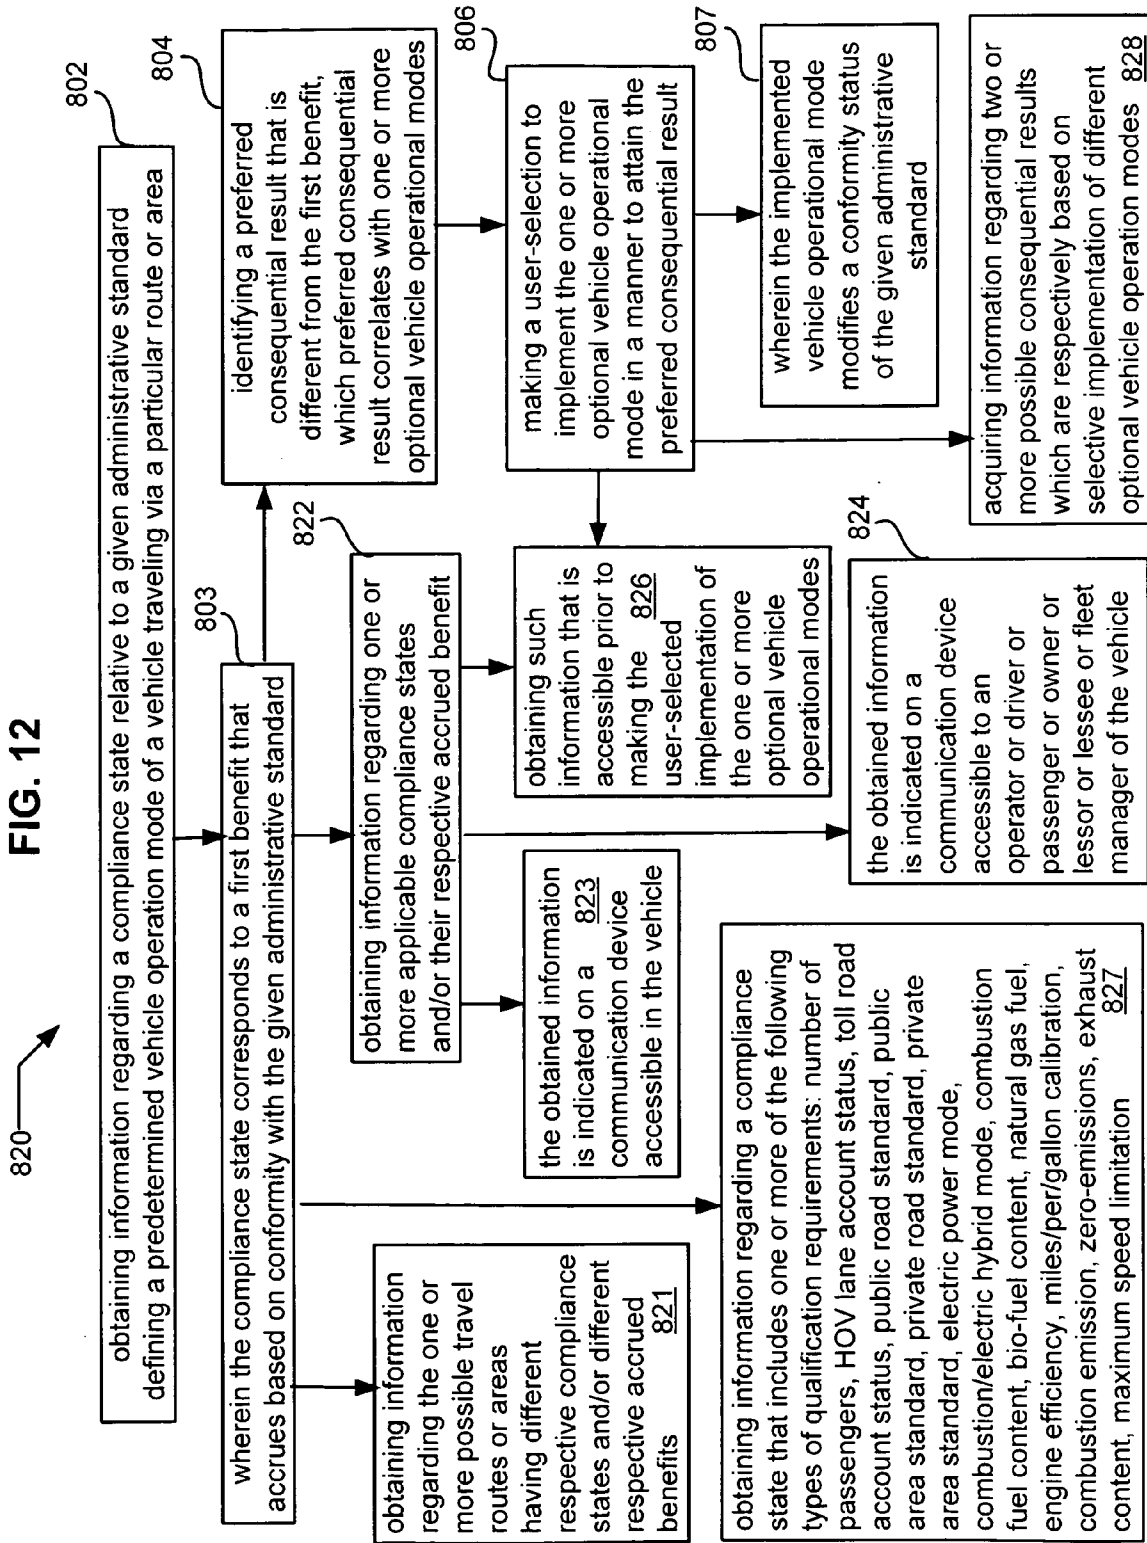 FIG. 12
820
802
obtaining information regarding a compliance state relative to a given administrative standard
defining a predetermined vehicle operation mode of a vehicle traveling via a particular route or area
803
wherein the compliance state corresponds to a first benefit that
accrues based on conformity with the given administrative standard
804
identifying a preferred
consequential result that is
different from the first benefit,
which preferred consequential
result correlates with one or more
optional vehicle operational modes
822
obtaining information regarding one or
more applicable compliance states
and/or their respective accrued benefit
806
making a user-selection to
implement the one or more
optional vehicle operational
mode in a manner to attain the
preferred consequential result
821
obtaining information
regarding the one or
more possible travel
routes or areas
having different
respective compliance
states and/or different
respective accrued
benefits
the obtained information
is indicated on a 823
communication device
accessible in the vehicle
obtaining such
information that is
accessible prior to
making the 826
user-selected
implementation of
the one or more
optional vehicle
operational modes
807
wherein the implemented
vehicle operational mode
modifies a conformity status
of the given administrative
standard
obtaining information regarding a compliance
state that includes one or more of the following
types of qualification requirements: number of
passengers, HOV lane account status, toll road
account status, public road standard, public
area standard, private road standard, private
area standard, electric power mode,
combustion/electric hybrid mode, combustion
fuel content, bio-fuel content, natural gas fuel,
engine efficiency, miles/per/gallon calibration,
combustion emission, zero-emissions, exhaust
content, maximum speed limitation 827
824
the obtained information
is indicated on a
communication device
accessible to an
operator or driver or
passenger or owner or
lessor or lessee or fleet
manager of the vehicle
acquiring information regarding two or
more possible consequential results
which are respectively based on
selective implementation of different
optional vehicle operation modes 828